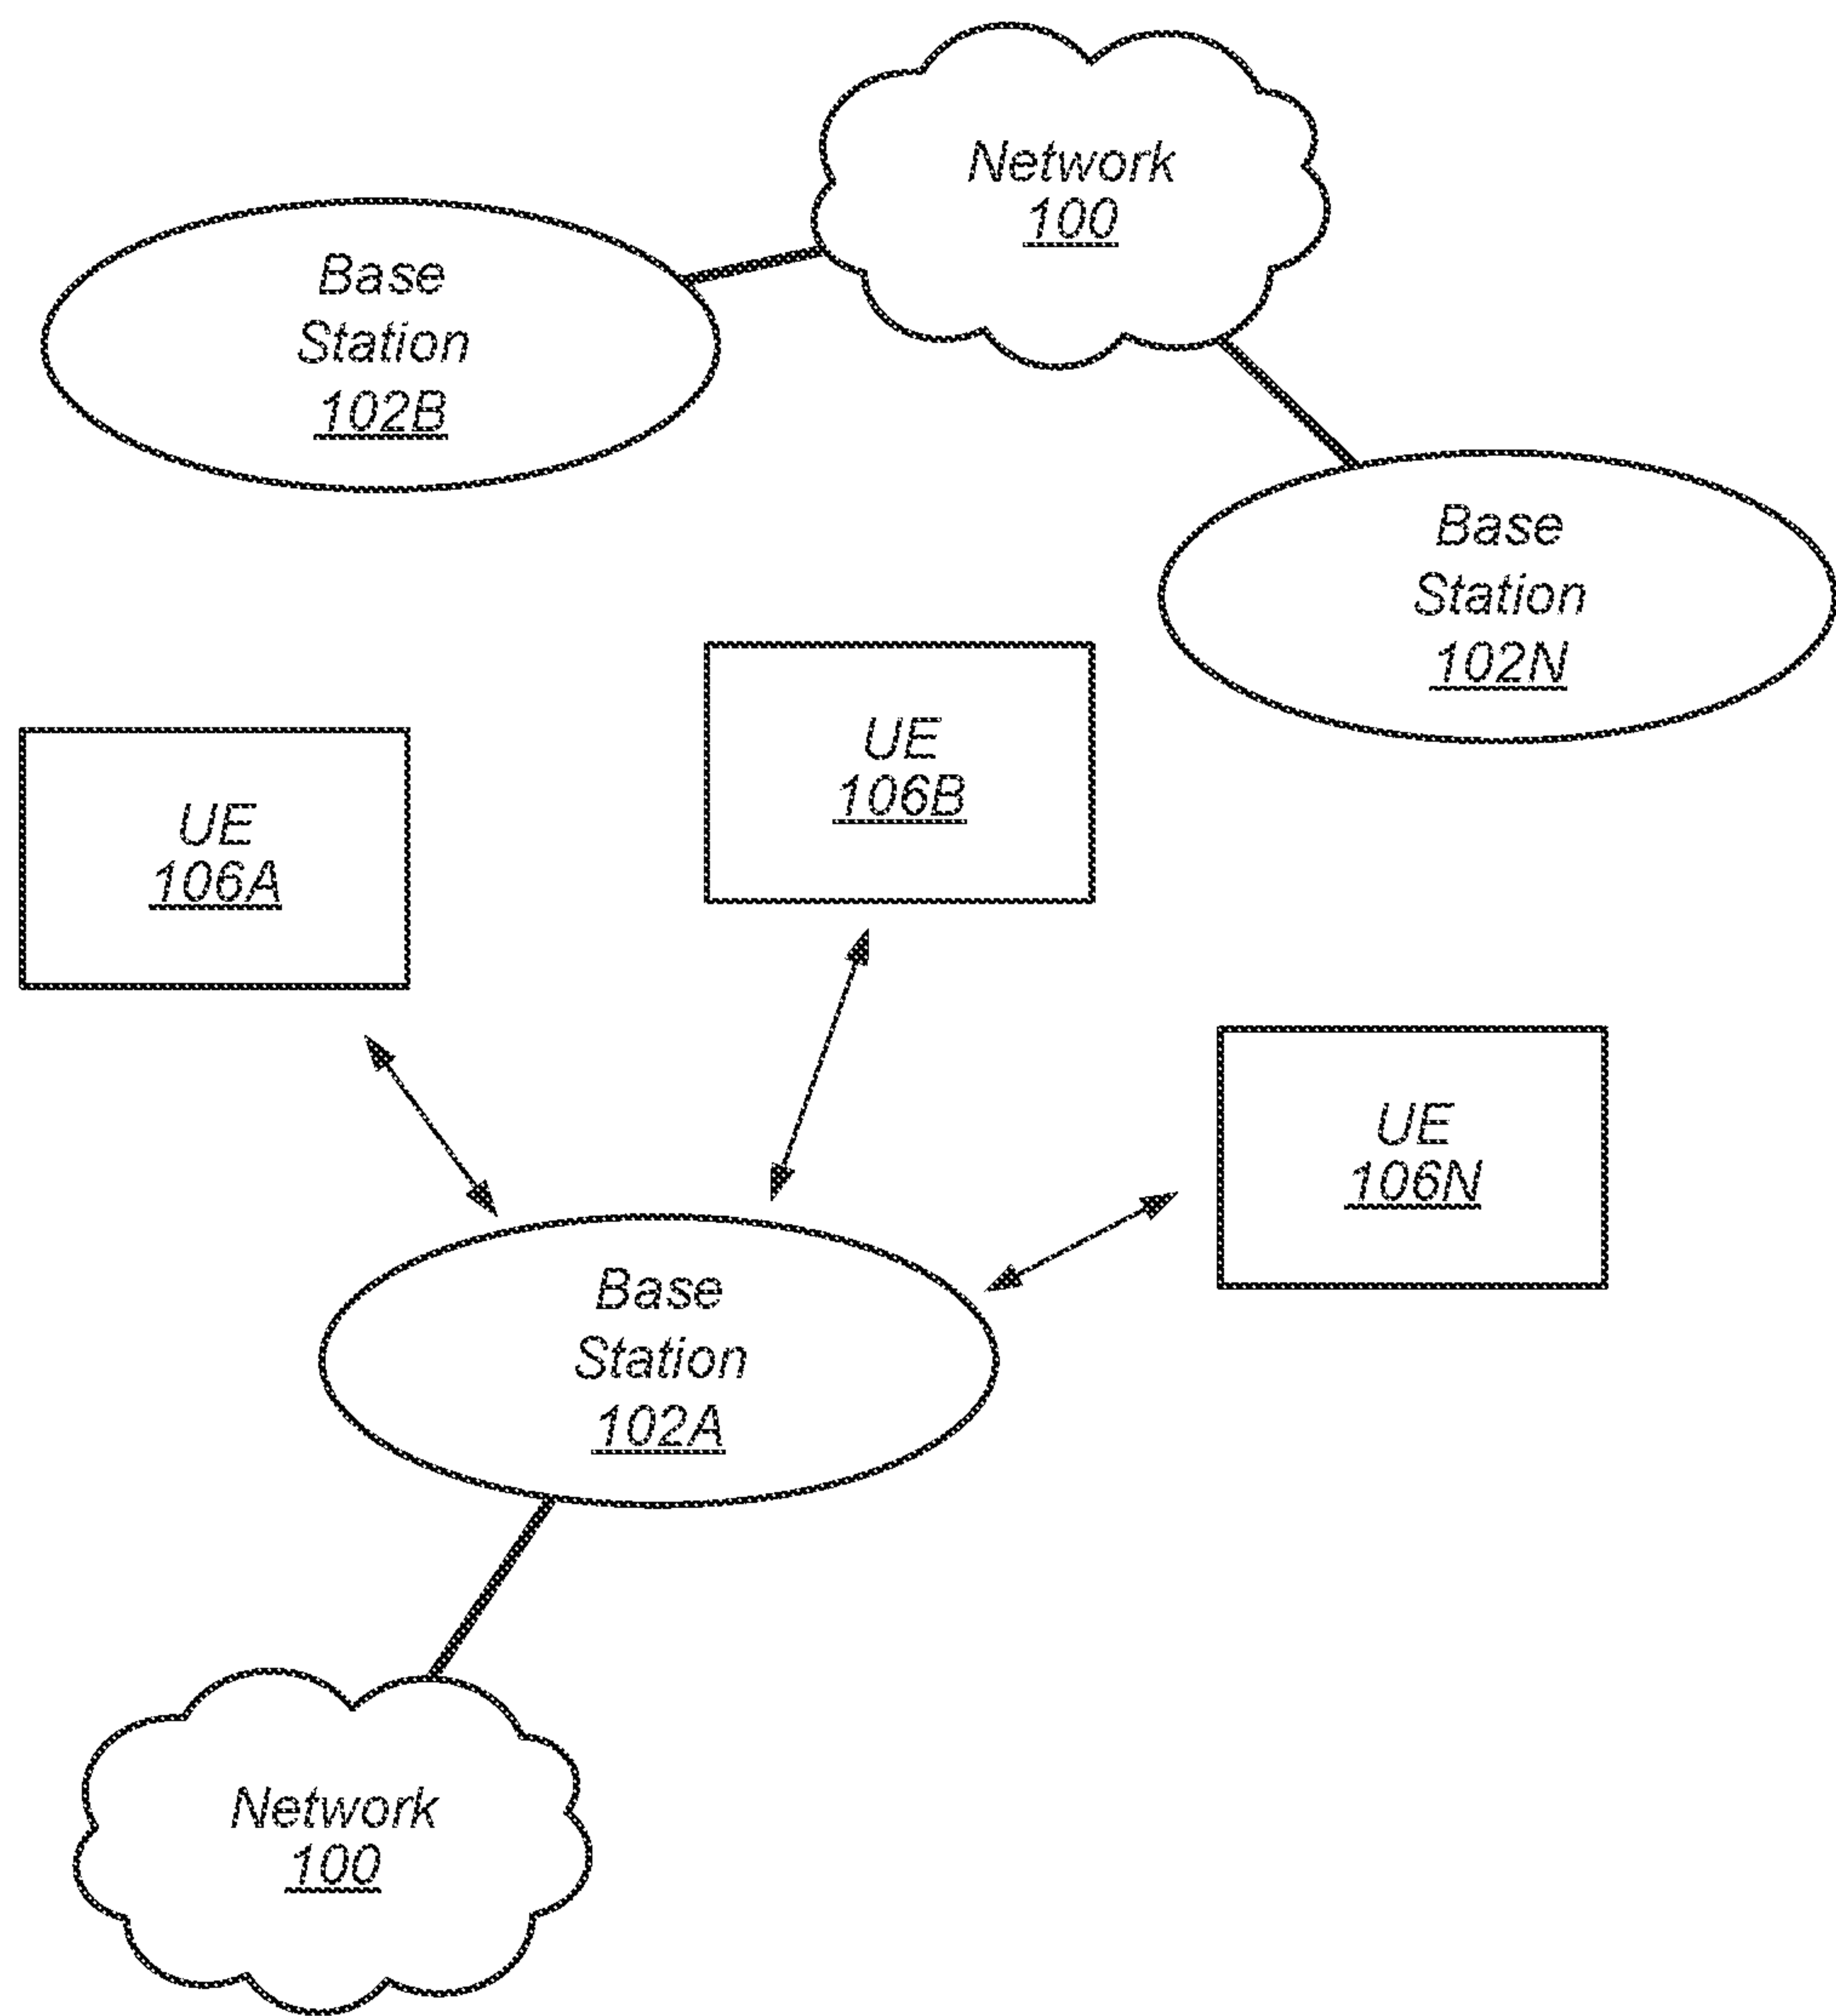 Network
100
Base
Station
102B
Base
Station
102N
UE
106B
UE
106A
UE
106N
Base
Station
102A
Network
100